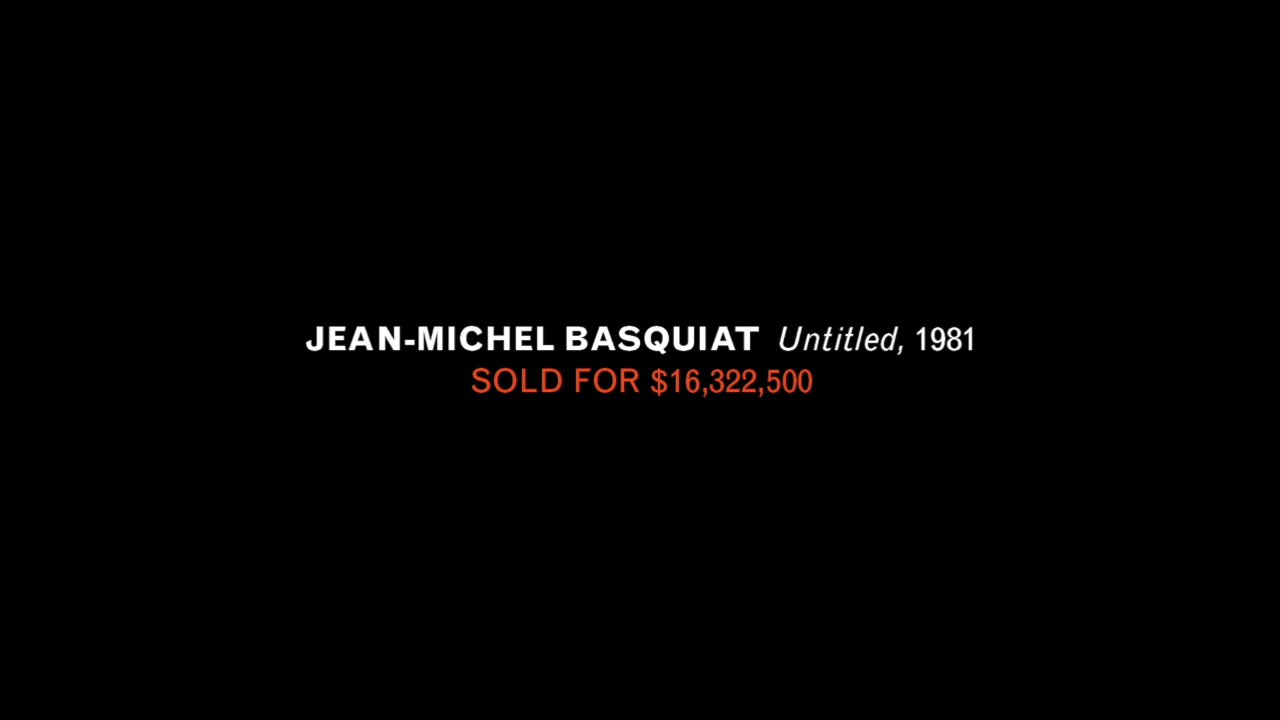 JEAN-MICHEL BASQUIAT Untitled, 1981
SOLD FOR $16,322,500